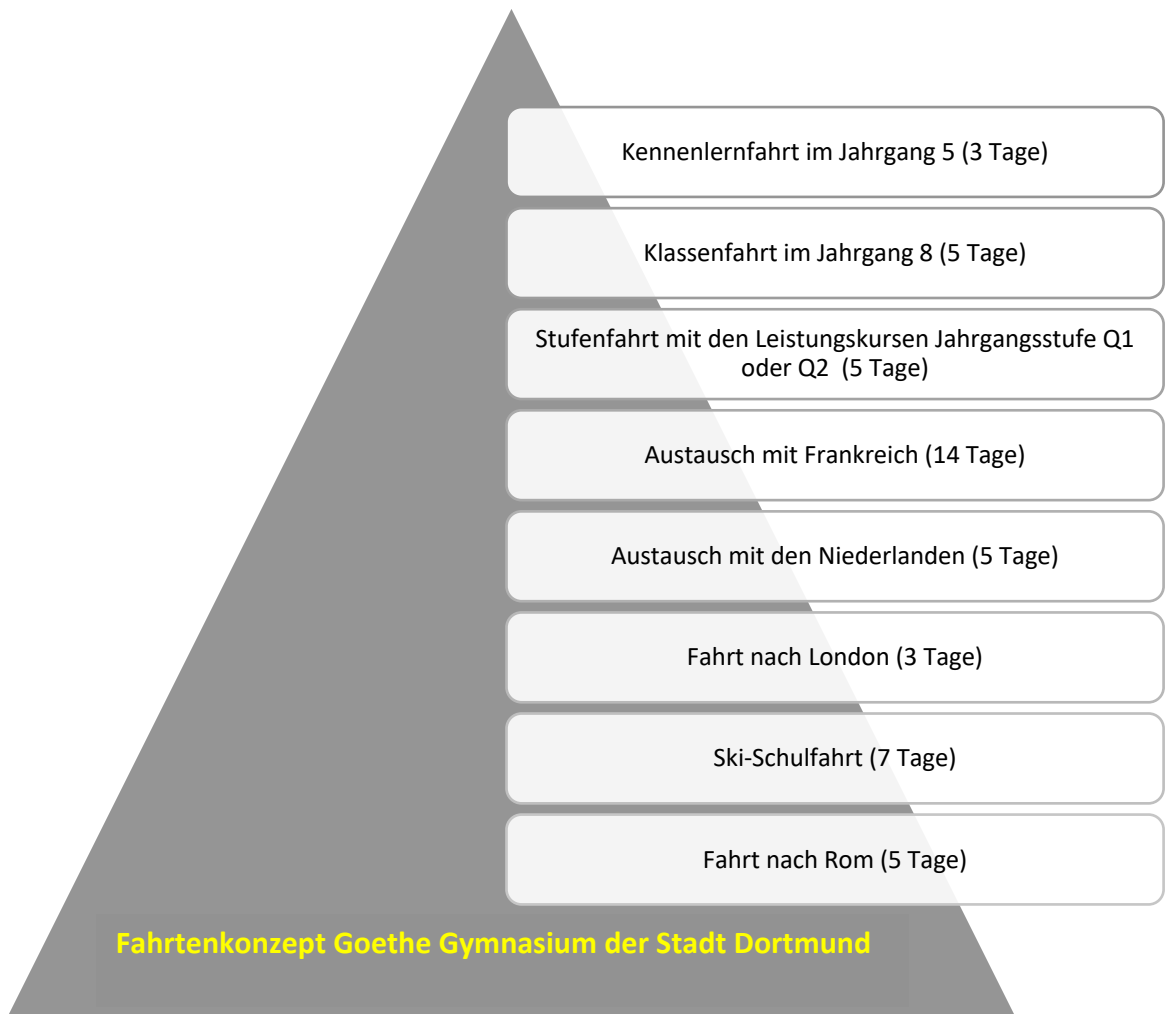 Kennenlernfahrt im Jahrgang 5 (3 Tage)
Klassenfahrt im Jahrgang 8 (5 Tage)
Stufenfahrt mit den Leistungskursen Jahrgangsstufe Q1
oder Q2  (5 Tage)
Austausch mit Frankreich (14 Tage)
Austausch mit den Niederlanden (5 Tage)
Fahrt nach London (3 Tage)
Ski-Schulfahrt (7 Tage)
Fahrt nach Rom (5 Tage)
Fahrtenkonzept Goethe Gymnasium der Stadt Dortmund